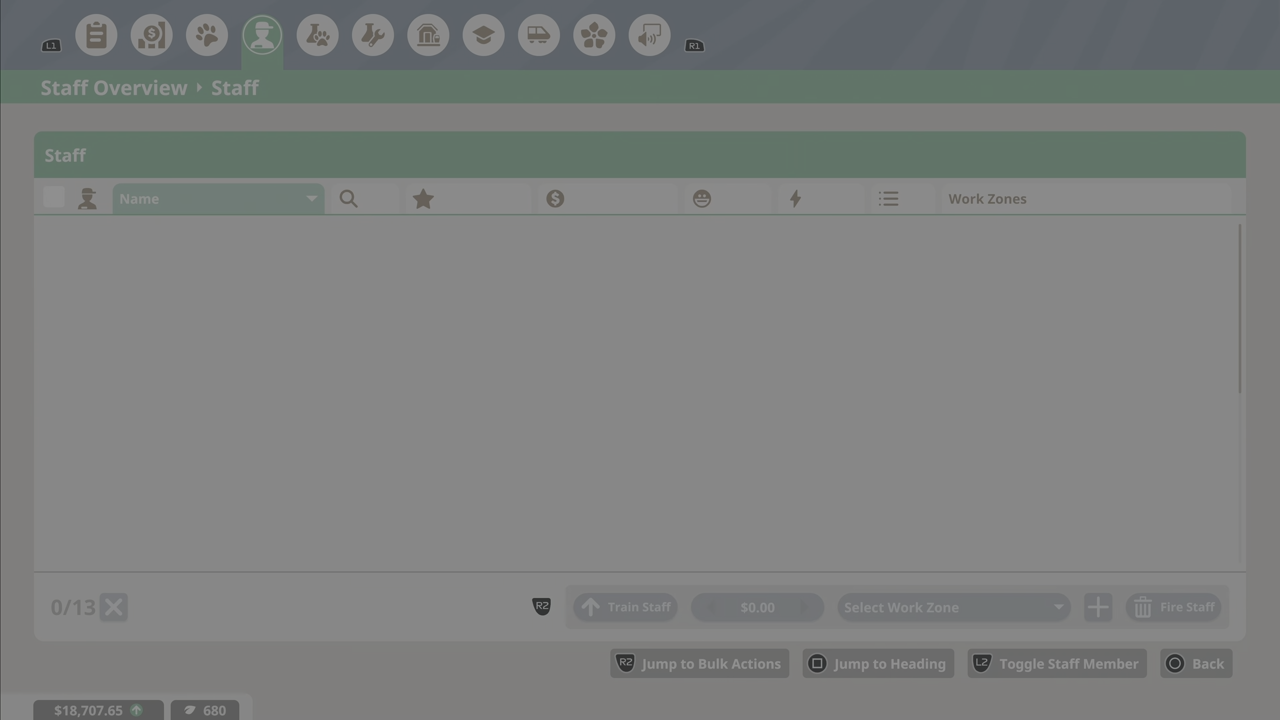 L1
R1
Staff Overview ▸ Staff
Staff
Name
Work Zones
0/13
R2
Train Staff
$0.00
Select Work Zone
Fire Staff
R2 Jump to Bulk Actions
Jump to Heading
L2 Toggle Staff Member
Back
$18,707.65
680